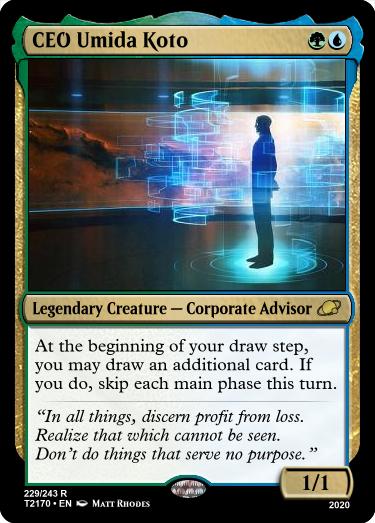 CEO Umida Koto
Legendary Creature — Corporate Advisor
At the beginning of your draw step,
you may draw an additional card. If
you do, skip each main phase this turn.
“In all things, discern profit from loss.
Realize that which cannot be seen.
Don’t do things that serve no purpose.”
1/1
229/243 R
T2170 • EN Matt Rhodes
2020